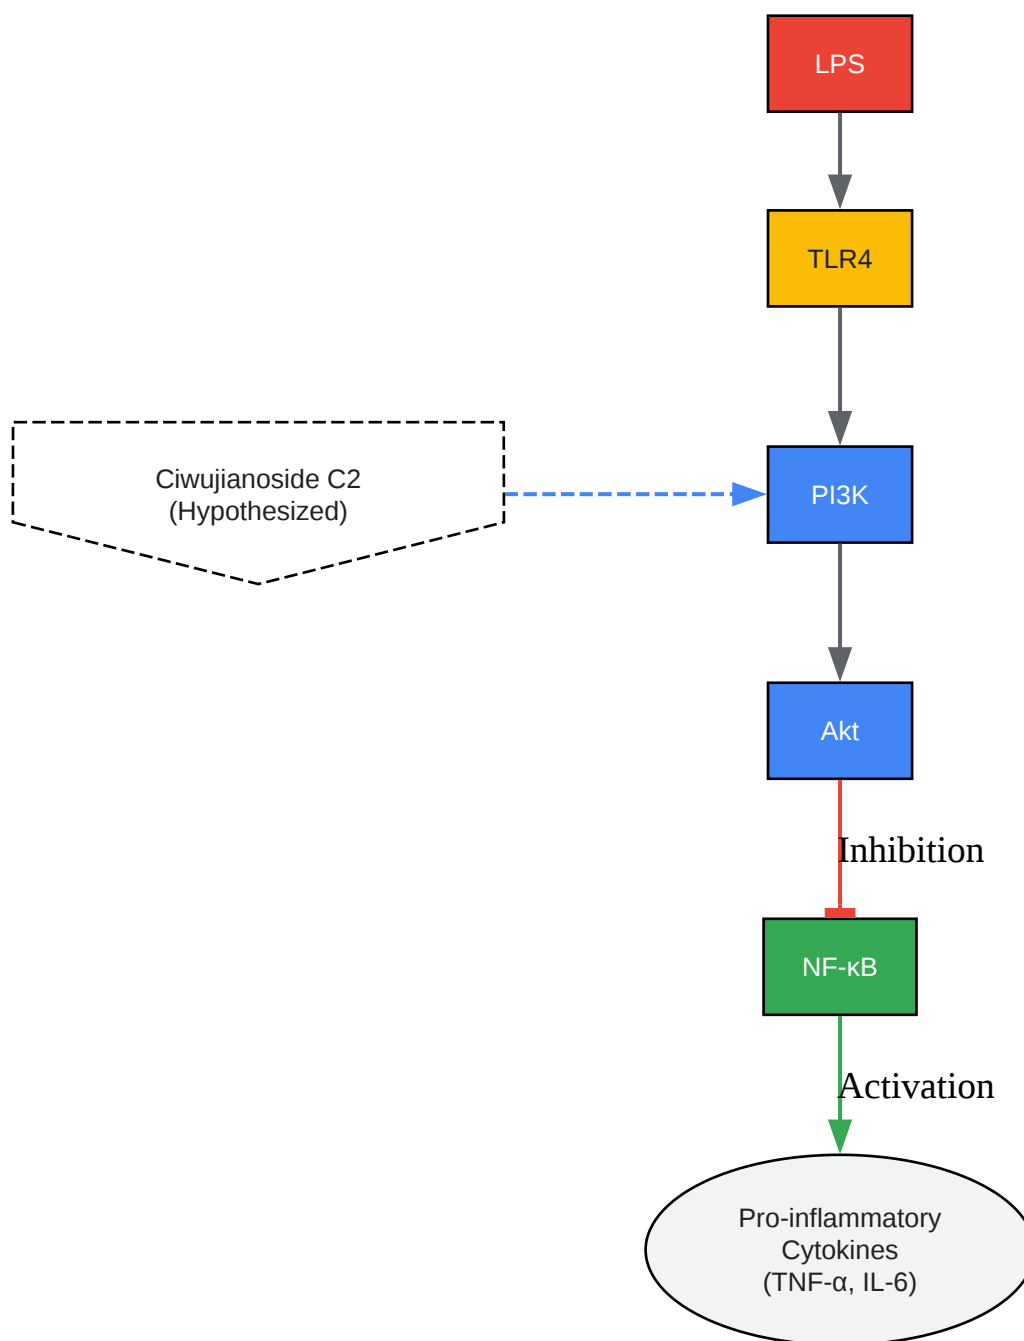 LPS
TLR4
Ciwujianoside C2
(Hypothesized)
PI3K
Akt
Inhibition
NF-κB
Activation
Pro-inflammatory
Cytokines
(TNF-α, IL-6)